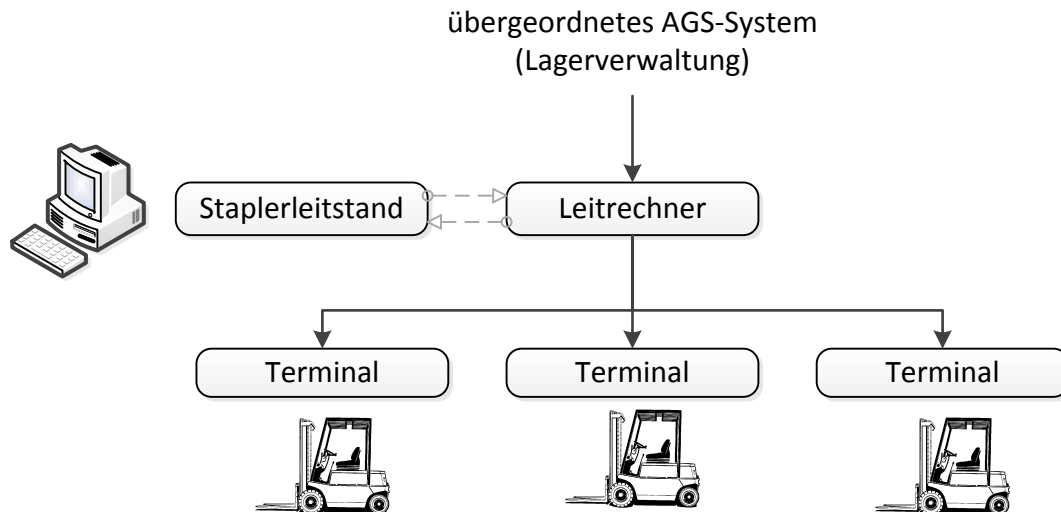 übergeordnetes AGS-System
(Lagerverwaltung)
Staplerleitstand
Leitrechner
Terminal
Terminal
Terminal